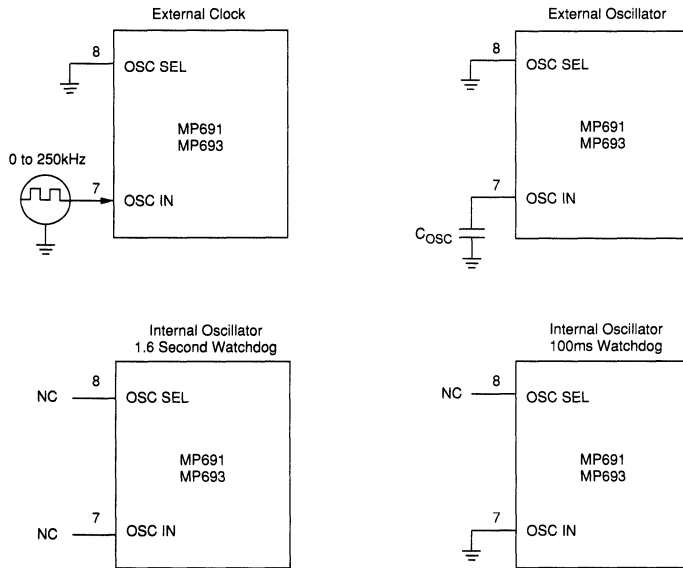 External Clock
8
OSC SEL
MP691
MP693
0 to 250kHz
7
OSC IN
External Oscillator
8
OSC SEL
MP691
MP693
7
OSC IN
COSC
Internal Oscillator
1.6 Second Watchdog
NC
8
OSC SEL
MP691
MP693
NC
7
OSC IN
Internal Oscillator
100ms Watchdog
NC
8
OSC SEL
MP691
MP693
7
OSC IN